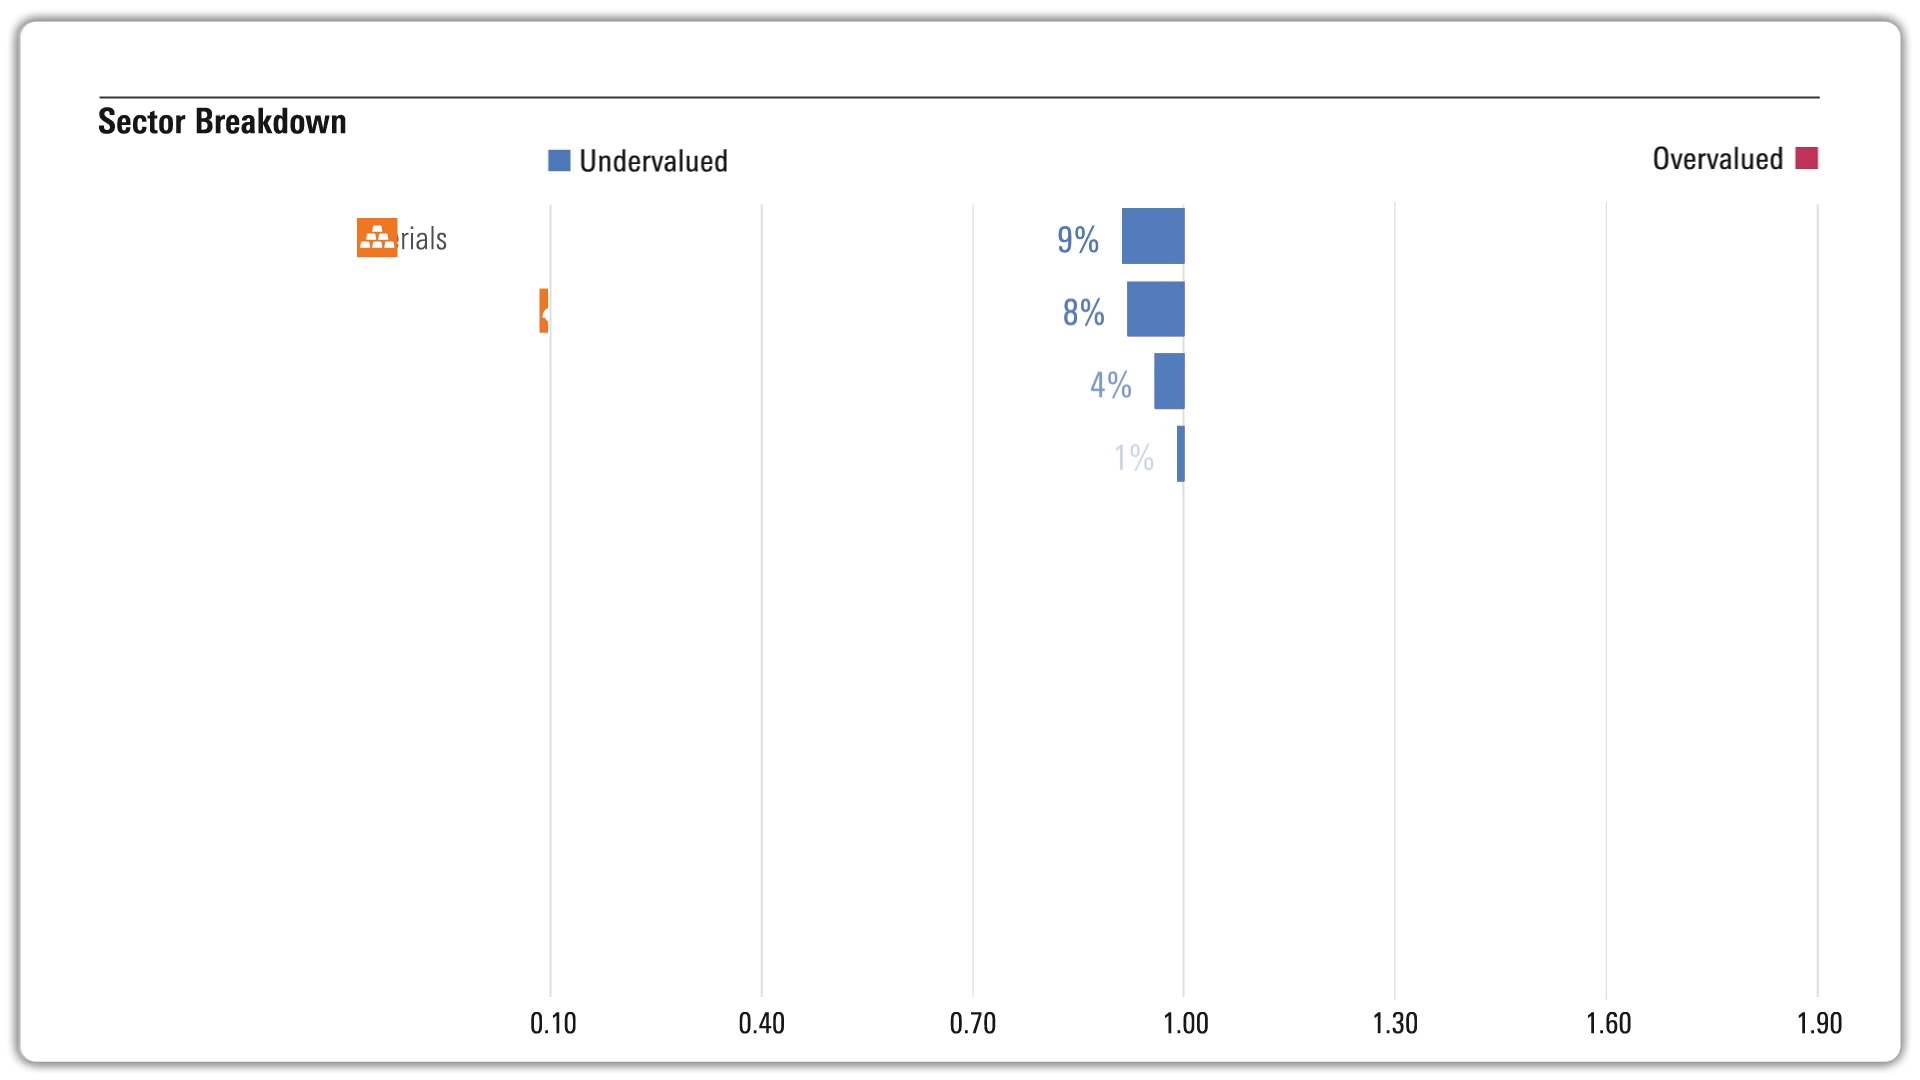 Sector Breakdown
Undervalued
Overvalued
rials
9%
8%
4%
1%
0.10 0.40 0.70 1.00 1.30 1.60 1.90